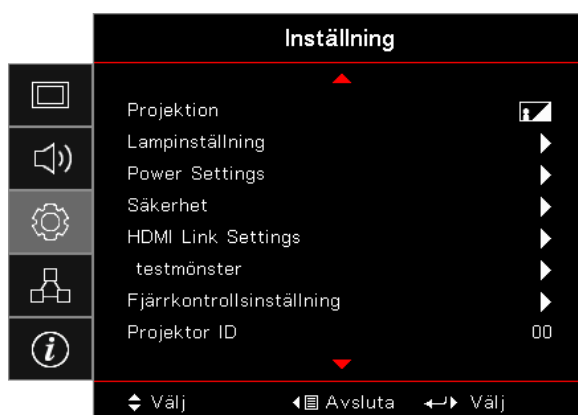 Inställning
Projektion
Lampinställning
Power Settings
Säkerhet
HDMI Link Settings
testmönster
Fjärrkontrollsinställning
Projektor ID 00
Välj Avsluta Välj